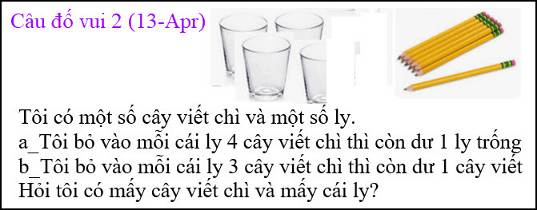 Câu đố vui 2 (13-Apr)
Tôi có một số cây viết chì và một số ly.
a_Tôi bỏ vào mỗi cái ly 4 cây viết chì thì còn dư 1 ly trống
b_Tôi bỏ vào mỗi cái ly 3 cây viết chì thì còn dư 1 cây viết
Hỏi tôi có mấy cây viết chì và mấy cái ly?